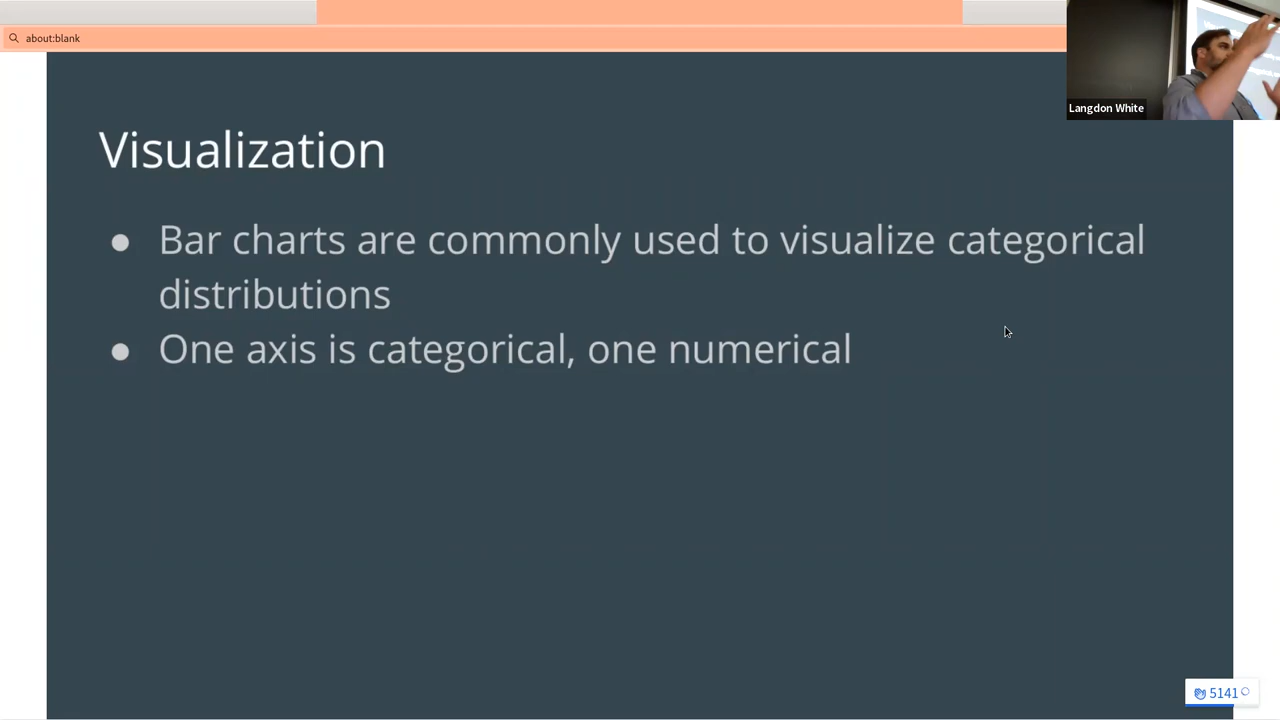 about:blank
Langdon White
Visualization
● Bar charts are commonly used to visualize categorical
distributions
● One axis is categorical, one numerical
5141